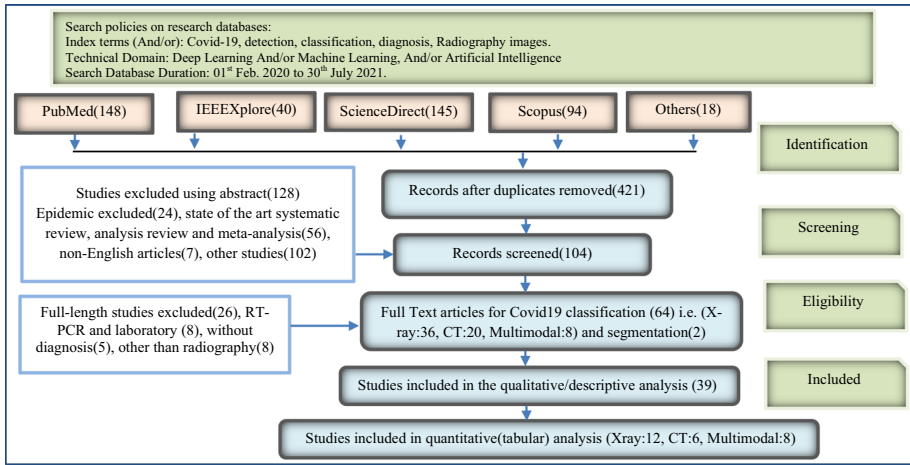 Search policies on research databases:
Index terms (And/or): Covid-19, detection, classification, diagnosis, Radiography images.
Technical Domain: Deep Learning And/or Machine Learning, And/or Artificial Intelligence
Search Database Duration: 01st Feb. 2020 to 30th July 2021.
PubMed(148)
IEEEXplore(40)
ScienceDirect(145)
Scopus(94)
Others(18)
Identification
Studies excluded using abstract(128)
Epidemic excluded(24), state of the art systematic
review, analysis review and meta-analysis(56),
non-English articles(7), other studies(102)
Records after duplicates removed(421)
Screening
Records screened(104)
Full-length studies excluded(26), RT-
PCR and laboratory (8), without
diagnosis(5), other than radiography(8)
Full Text articles for Covid19 classification (64) i.e. (X-
ray:36, CT:20, Multimodal:8) and segmentation(2)
Eligibility
Studies included in the qualitative/descriptive analysis (39)
Included
Studies included in quantitative(tabular) analysis (Xray:12, CT:6, Multimodal:8)